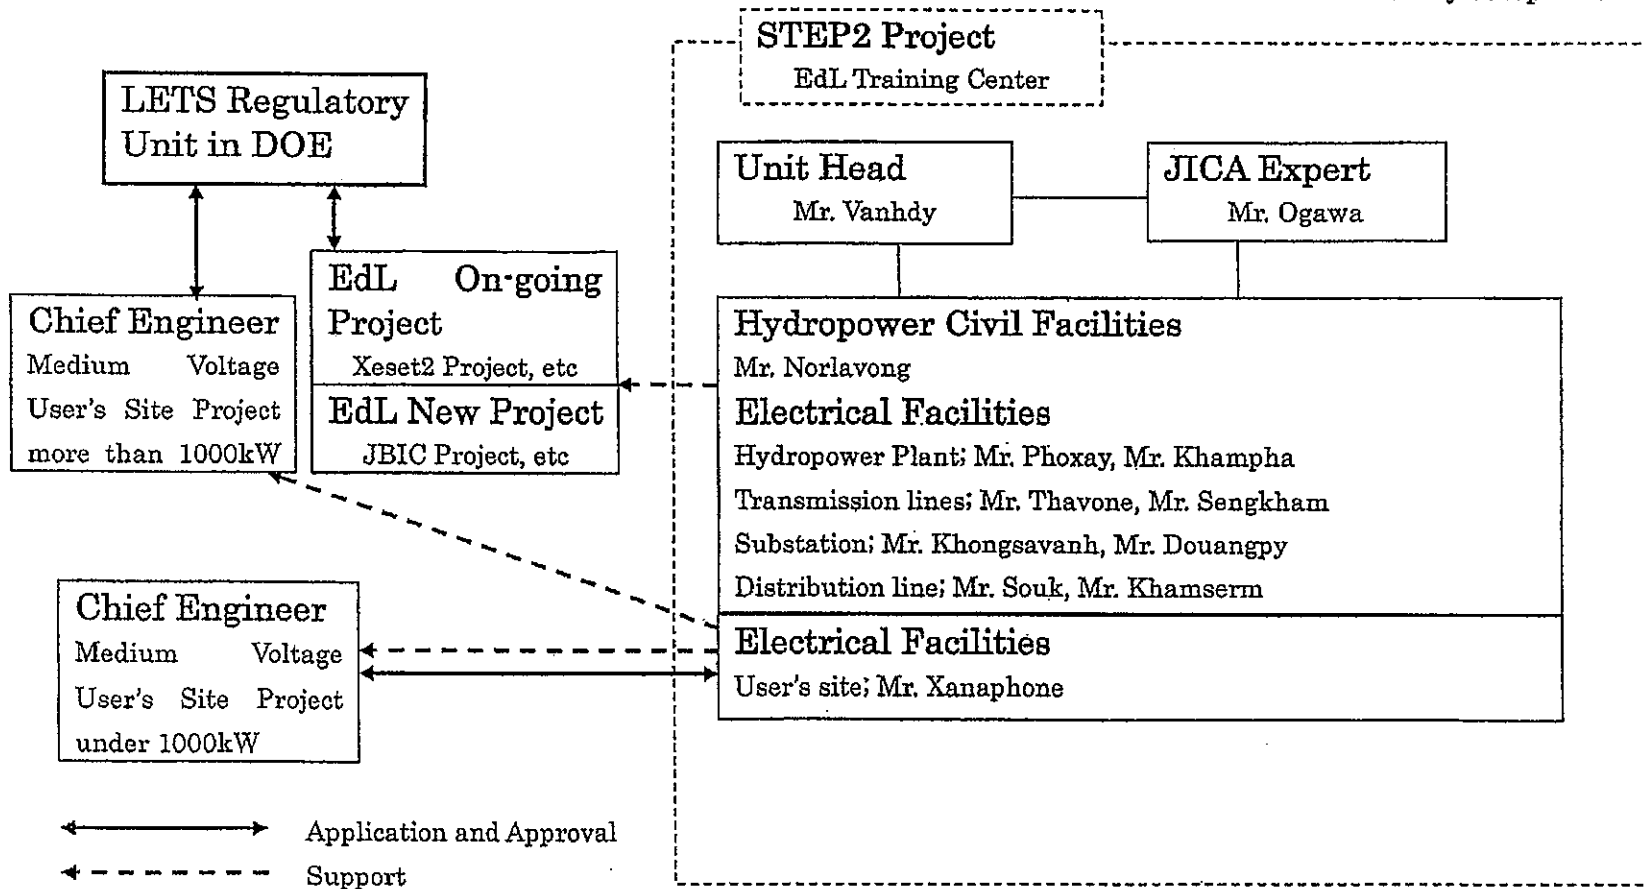 STEP2 Project
EdL Training Center
LETS Regulatory
Unit in DOE
Unit Head
Mr. Vanhdy
JICA Expert
Mr. Ogawa
EdL On-going
Project
Xeset2 Project, etc
EdL New Project
JBIC Project, etc
Chief Engineer
Medium Voltage
User's Site Project
more than 1000kW
Hydropower Civil Facilities
Mr. Norlavong
Electrical Facilities
Hydropower Plant; Mr. Phoxay, Mr. Khampha
Transmission lines; Mr. Thavone, Mr. Sengkham
Substation; Mr. Khongsavanh, Mr. Douangpy
Distribution line; Mr. Souk, Mr. Khamserm
Electrical Facilities
User's site; Mr. Xanaphone
Chief Engineer
Medium Voltage
User's Site Project
under 1000kW
Application and Approval
Support